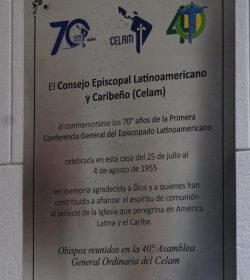 70
CELAM
40
El Consejo Episcopal Latinoamericano
y Caribeño (Celam)
al conmemorarse los 70° años de la Primera
Conferencia General del Episcopado Latinoamericano
celebrada en esta casa del 25 de julio al
4 de agosto de 1955
en memoria agradecida a Dios y a quienes han
contribuido a afianzar el espíritu de comunión
al servicio de la Iglesia que peregrina en América
Latina y el Caribe.
Obispos reunidos en la 40° Asamblea
General Ordinaria del Celam